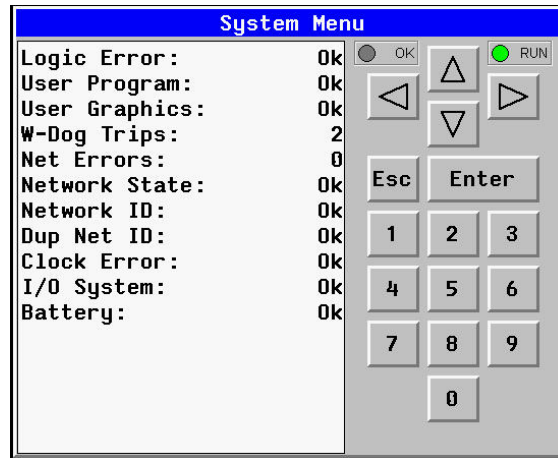 System Menu
Logic Error: Ok
User Program: Ok
User Graphics: Ok
W-Dog Trips: 2
Net Errors: 0
Network State: Ok
Network ID: Ok
Dup Net ID: Ok
Clock Error: Ok
I/O System: Ok
Battery: Ok
OK RUN
Esc Enter
1 2 3
4 5 6
7 8 9
0